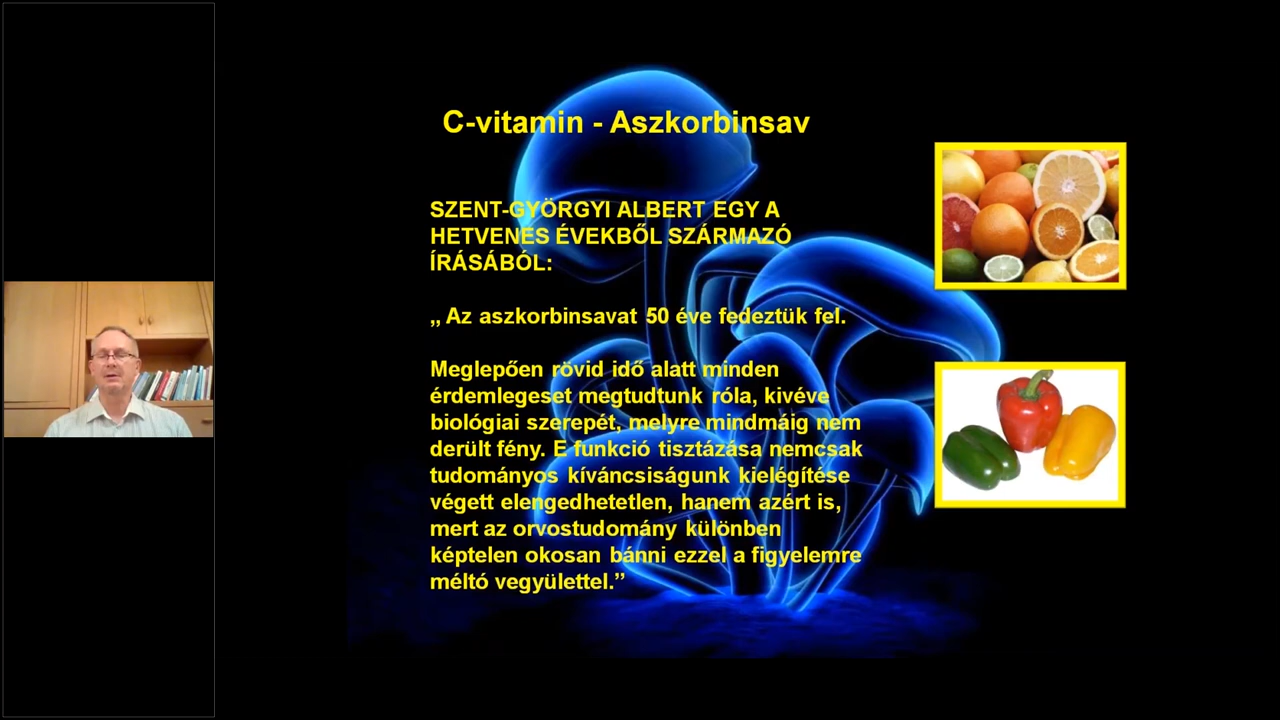 C-vitamin - Aszkorbinsav
SZENT-GYÖRGYI ALBERT EGY A
HETVENES ÉVEKBŐL SZÁRMAZÓ
ÍRÁSÁBÓL:
„ Az aszkorbinsavat 50 éve fedeztük fel.
Meglepően rövid idő alatt minden
érdemlegeset megtudtunk róla, kivéve
biológiai szerepét, melyre mindmáig nem
derült fény. E funkció tisztázása nemcsak
tudományos kíváncsiságunk kielégítése
végett elengedhetetlen, hanem azért is,
mert az orvostudomány különben
képtelen okosan bánni ezzel a figyelemre
méltó vegyülettel.”